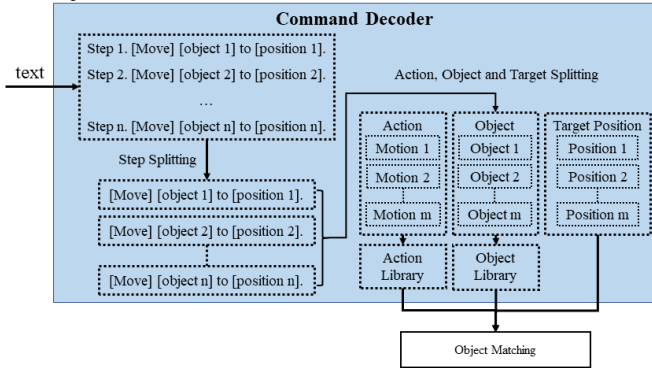 Command Decoder
text
Step 1. [Move] [object 1] to [position 1].
Step 2. [Move] [object 2] to [position 2].
...
Step n. [Move] [object n] to [position n].
Step Splitting
[Move] [object 1] to [position 1].
[Move] [object 2] to [position 2].
[Move] [object n] to [position n].
Action, Object and Target Splitting
Action
Motion 1
Motion 2
Motion m
Object
Object 1
Object 2
Object m
Target Position
Position 1
Position 2
Position m
Action
Library
Object
Library
Object Matching